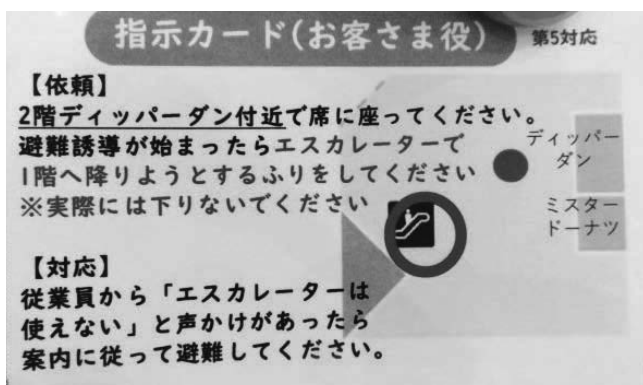 指示カード(お客さま役)
第5対応
【依頼】
2階ディッパーダン付近で席に座ってください。
避難誘導が始まったらエスカレーターで
1階へ降りようとするふりをしてください
※実際には下りないでください
ディッパー
ダン
ミスター
ドーナツ
【対応】
従業員から「エスカレーターは
使えない」と声かけがあったら
案内に従って避難してください。